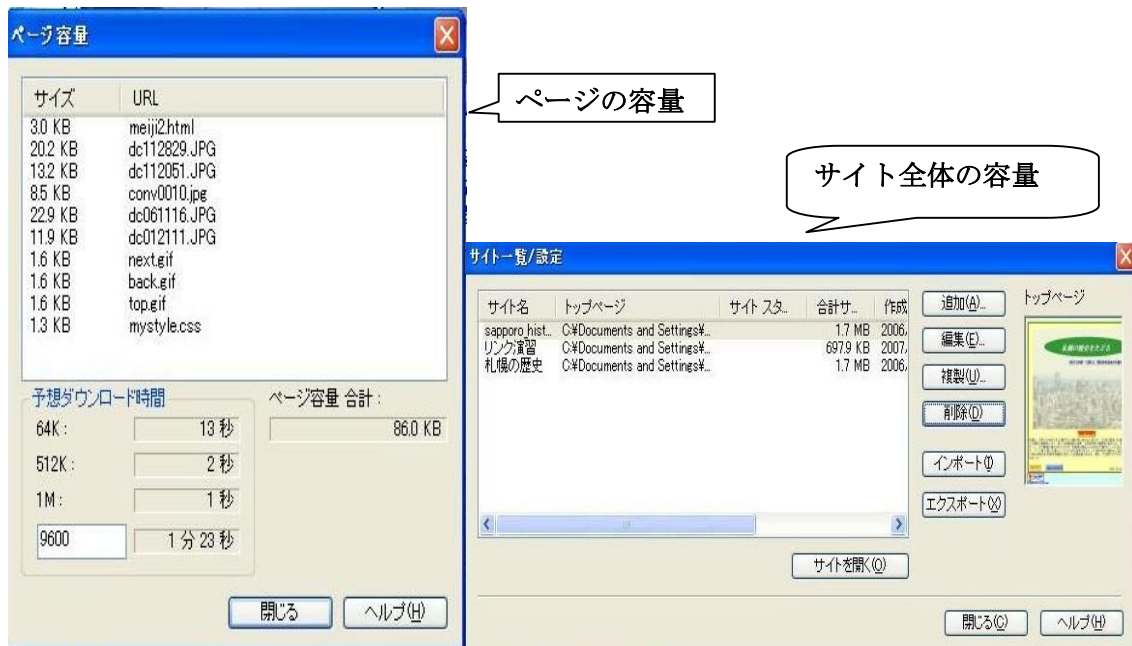 ページ容量
サイズ URL
3.0 KB meiji2.html
20.2 KB dc112829.JPG
13.2 KB dc112051.JPG
8.5 KB conv0010.jpg
22.9 KB dc061116.JPG
11.9 KB dc012111.JPG
1.6 KB next.gif
1.6 KB back.gif
1.6 KB top.gif
1.3 KB mystyle.css
予想ダウンロード時間
64K : 13 秒
512K : 2 秒
1M : 1 秒
9600 1 分 23 秒
ページ容量 合計 :
86.0 KB
閉じる ヘルプ(H)
ページの容量
サイト全体の容量
サイト一覧/設定
サイト名 トップページ サイト スタ... 合計サ... 作成
sapporo_hist... C:¥Documents and Settings¥... 1.7 MB 2006,
リンク演習 C:¥Documents and Settings¥... 697.9 KB 2007,
札幌の歴史 C:¥Documents and Settings¥... 1.7 MB 2006,
追加(A)...
編集(E)...
複製(U)...
削除(D)
インポート(I)
エクスポート(X)
トップページ
サイトを開く(O)
閉じる(C) ヘルプ(H)